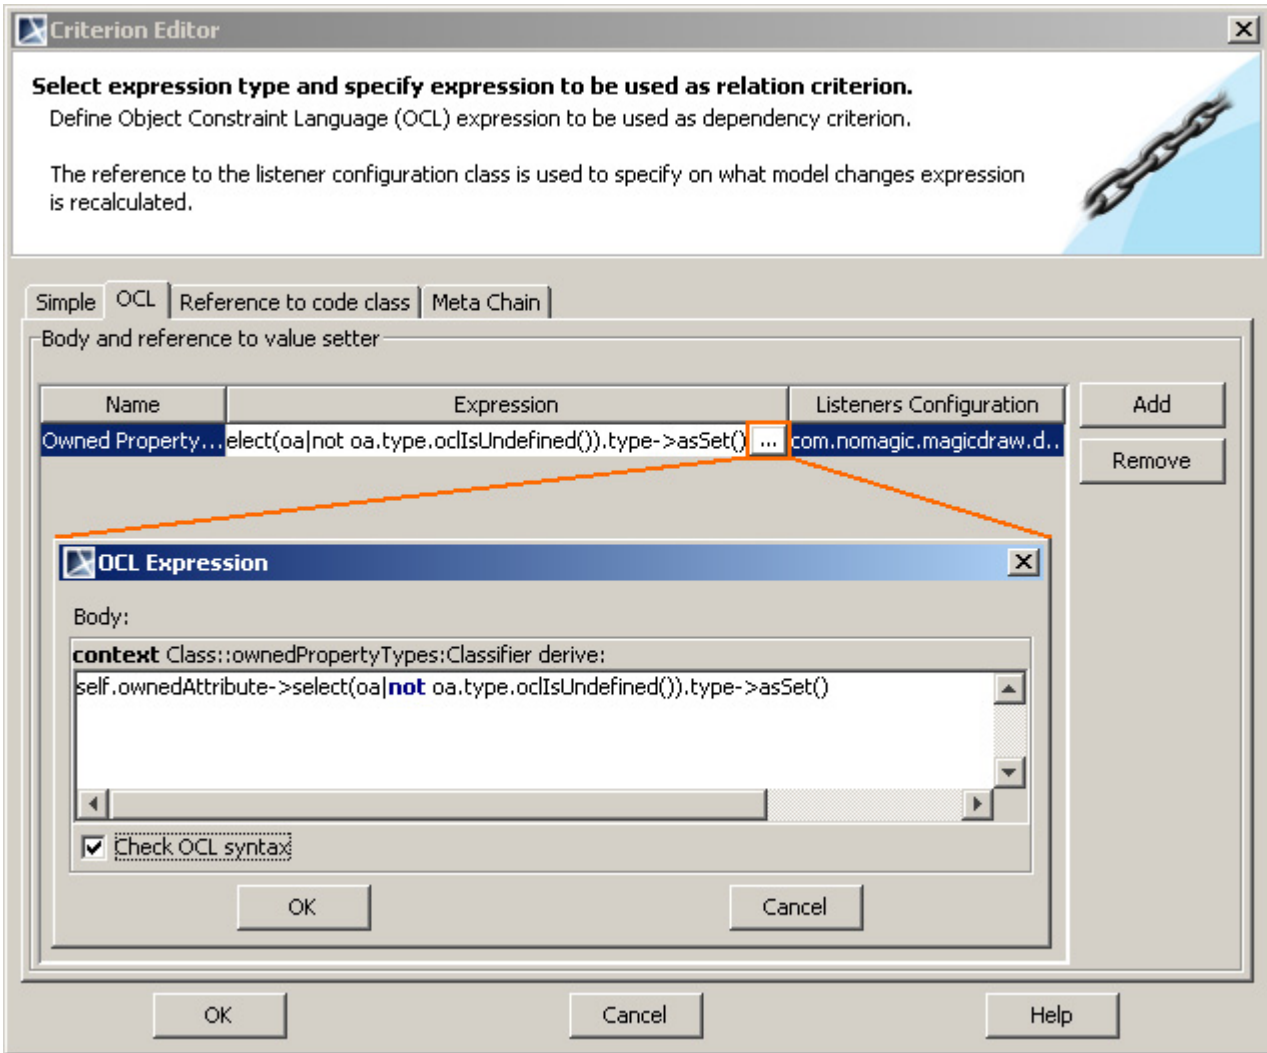 Criterion Editor
Select expression type and specify expression to be used as relation criterion.
Define Object Constraint Language (OCL) expression to be used as dependency criterion.
The reference to the listener configuration class is used to specify on what model changes expression
is recalculated.
Simple OCL Reference to code class Meta Chain
Body and reference to value setter
Name Expression Listeners Configuration Add
Owned Property... elect(oa|not oa.type.oclIsUndefined()).type->asSet() ... com.nomagic.magicdraw.d..
Remove
OCL Expression
Body:
context Class::ownedPropertyTypes:Classifier derive:
self.ownedAttribute->select(oa|not oa.type.oclIsUndefined()).type->asSet()
Check OCL syntax
OK Cancel
OK Cancel Help